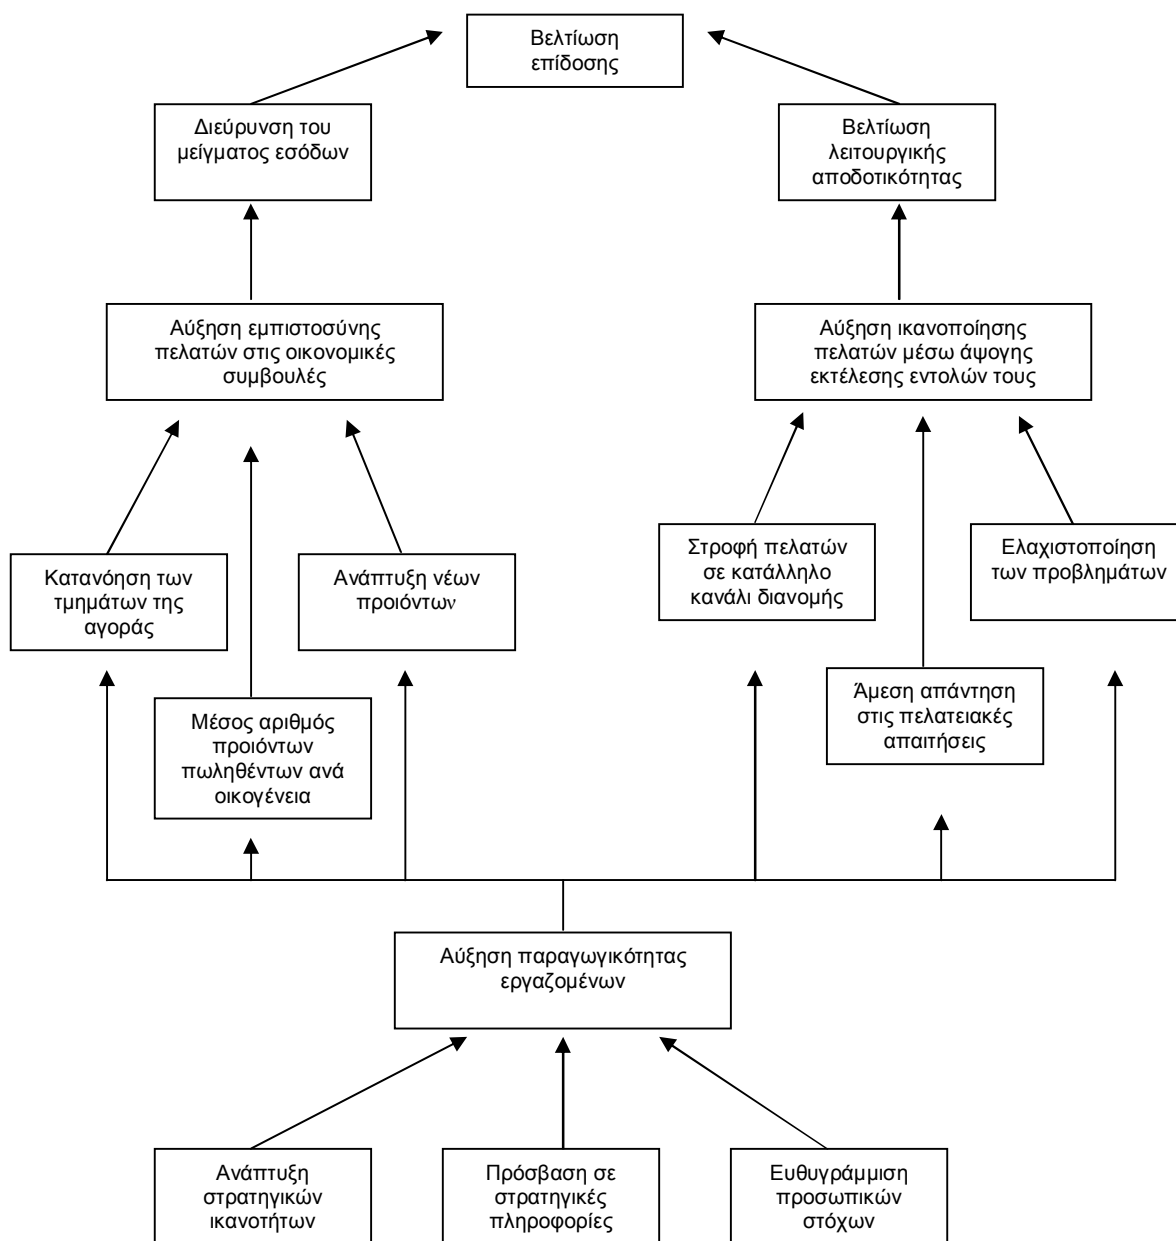 Βελτίωση
επίδοσης
Διεύρυνση του
μείγματος εσόδων
Βελτίωση
λειτουργικής
αποδοτικότητας
Αύξηση εμπιστοσύνης
πελατών στις οικονομικές
συμβουλές
Αύξηση ικανοποίησης
πελατών μέσω άψογης
εκτέλεσης εντολών τους
Κατανόηση των
τμημάτων της
αγοράς
Μέσος αριθμός
προιόντων
πωληθέντων ανά
οικογένεια
Ανάπτυξη νέων
προιόντων
Στροφή πελατών
σε κατάλληλο
κανάλι διανομής
Άμεση απάντηση
στις πελατειακές
απαιτήσεις
Ελαχιστοποίηση
των προβλημάτων
Αύξηση παραγωγικότητας
εργαζομένων
Ανάπτυξη
στρατηγικών
ικανοτήτων
Πρόσβαση σε
στρατηγικές
πληροφορίες
Ευθυγράμμιση
προσωπικών
στόχων